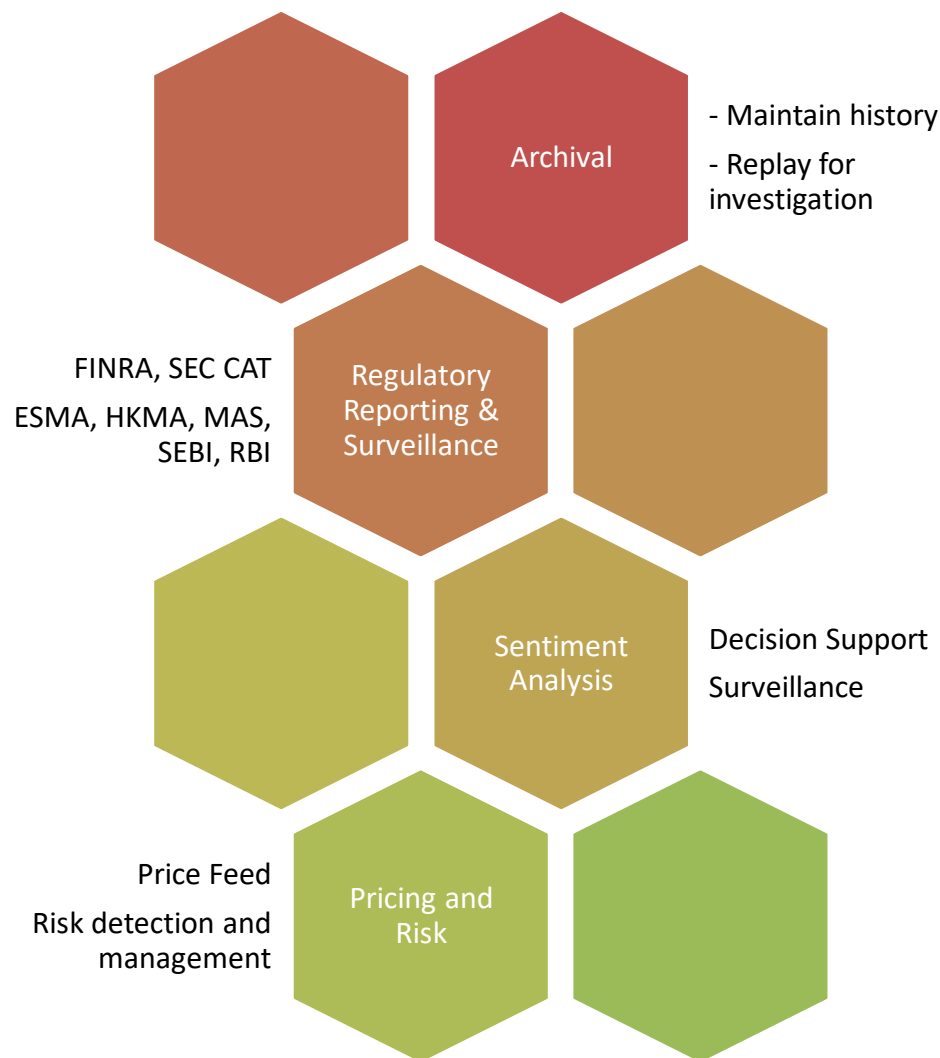 Archival
- Maintain history
- Replay for
investigation
FINRA, SEC CAT
ESMA, HKMA, MAS,
SEBI, RBI
Regulatory
Reporting &
Surveillance
Sentiment
Analysis
Decision Support
Surveillance
Price Feed
Risk detection and
management
Pricing and
Risk